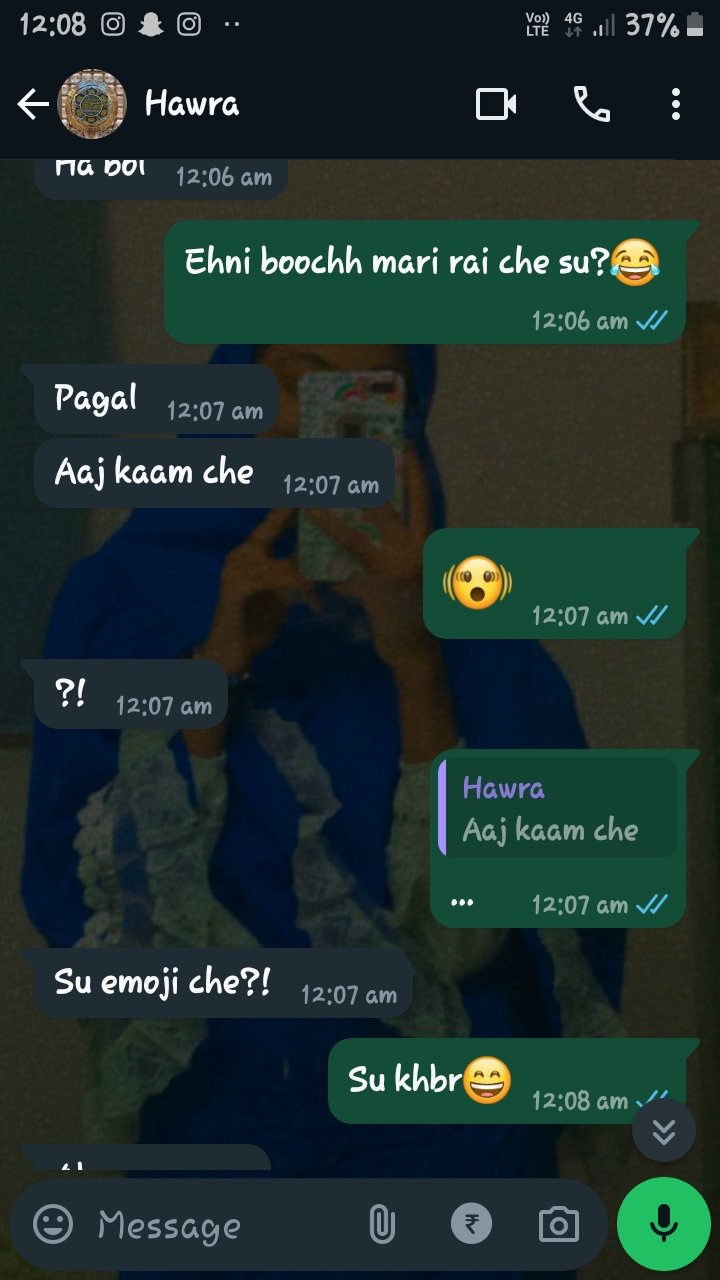 12:08
Vo)) LTE 4G 37%
Hawra
Ha bol 12:06 am
Ehni boochh mari rai che su?😂
12:06 am
Pagal 12:07 am
Aaj kaam che 12:07 am
🫨 12:07 am
?! 12:07 am
Hawra
Aaj kaam che
... 12:07 am
Su emoji che?! 12:07 am
Su khbr😄 12:08 am
Message